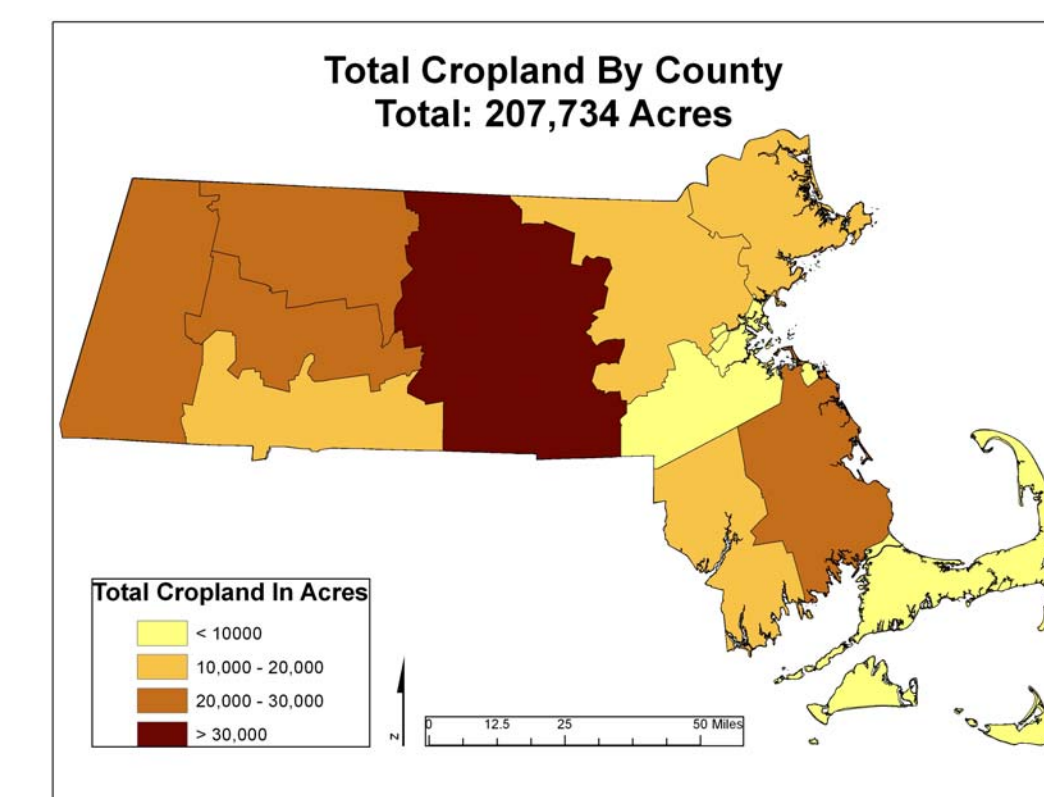 Total Cropland By County
Total: 207,734 Acres
Total Cropland In Acres
< 10000
10,000 - 20,000
20,000 - 30,000
> 30,000
N
0 12.5 25 50 Miles